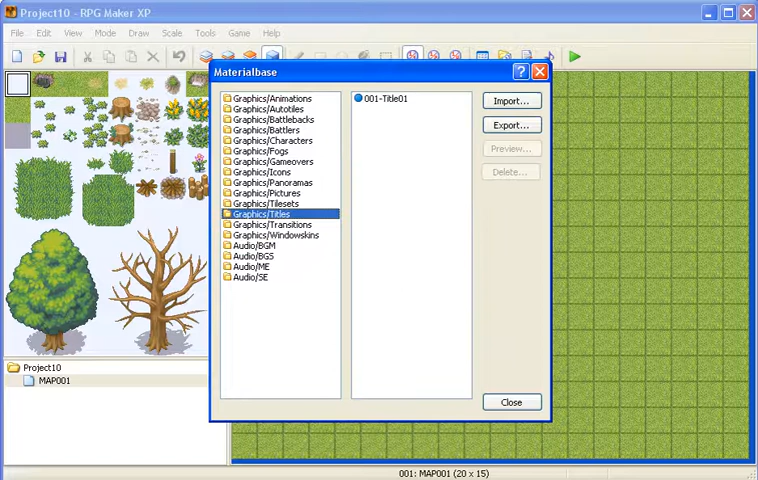 Project10 - RPG Maker XP
File Edit View Mode Draw Scale Tools Game Help
Materialbase
Graphics/Animations
Graphics/Autotiles
Graphics/Battlebacks
Graphics/Battlers
Graphics/Characters
Graphics/Fogs
Graphics/Gameovers
Graphics/Icons
Graphics/Panoramas
Graphics/Pictures
Graphics/Tilesets
Graphics/Titles
Graphics/Transitions
Graphics/Windowskins
Audio/BGM
Audio/BGS
Audio/ME
Audio/SE
001-Title01
Import...
Export...
Preview...
Delete...
Close
Project10
MAP001
001: MAP001 (20 x 15)